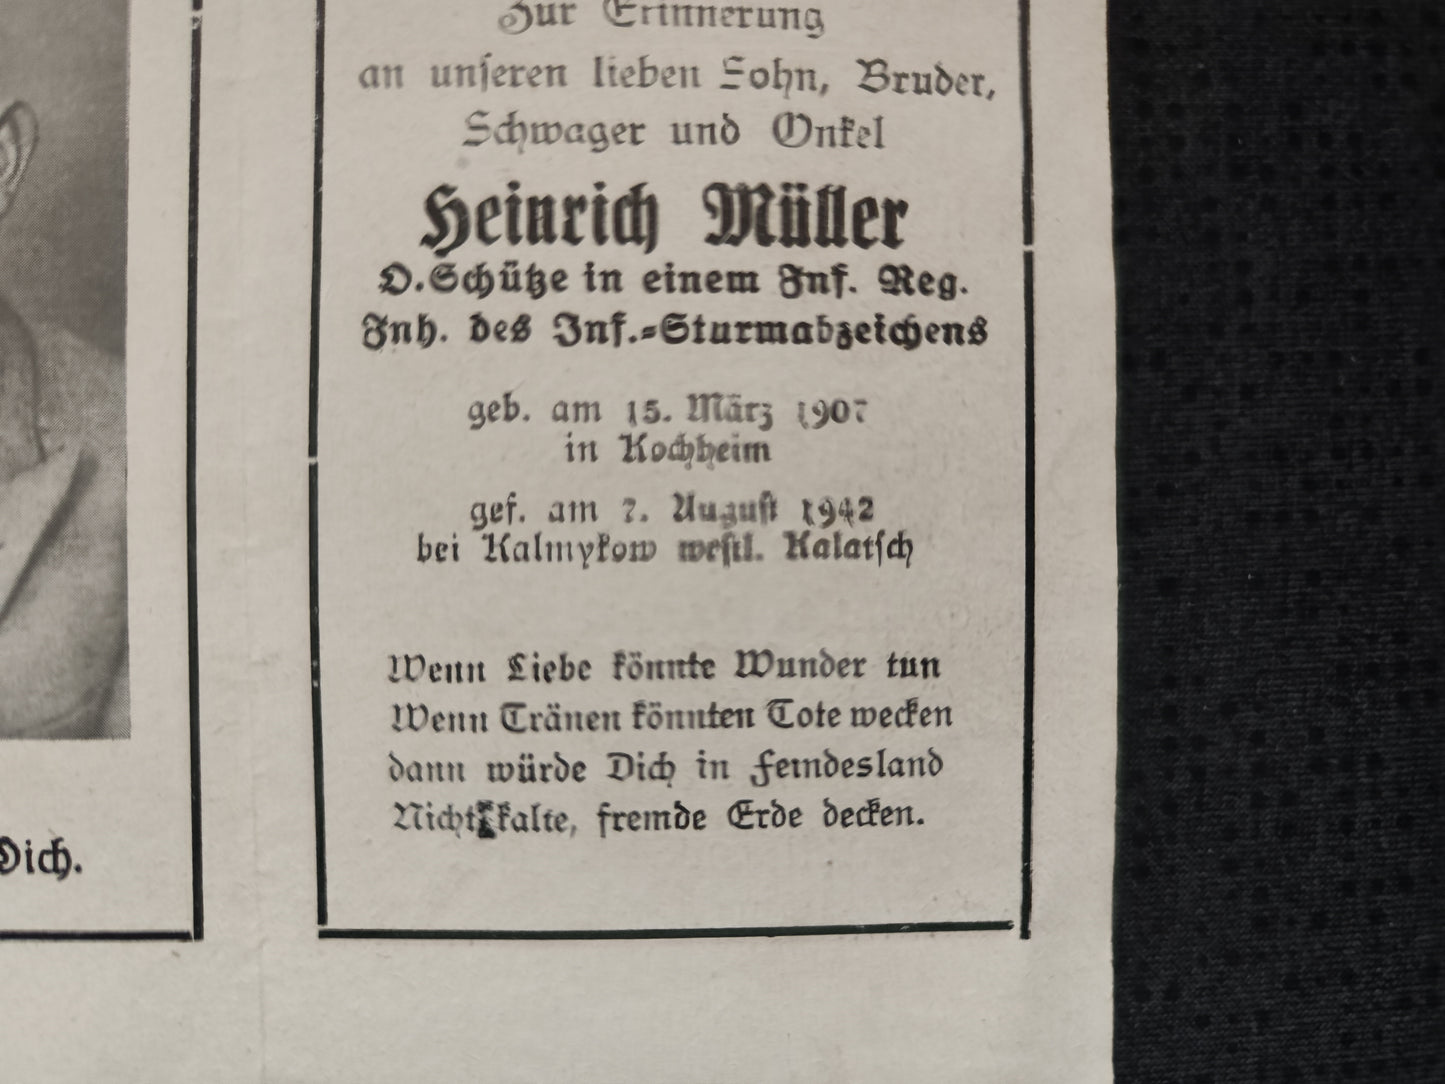 Zur Erinnerung
an unseren lieben Sohn, Bruder,
Schwager und Onkel
Heinrich Müller
O.Schütze in einem Inf. Reg.
Inh. des Inf.-Sturmabzeichens
geb. am 15. März 1907
in Kochheim
gef. am 7. August 1942
bei Kalmykow westl. Kalatsch
Wenn Liebe könnte Wunder tun
Wenn Tränen könnten Tote wecken
dann würde Dich in Feindesland
Nicht kalte, fremde Erde decken.
Dich.